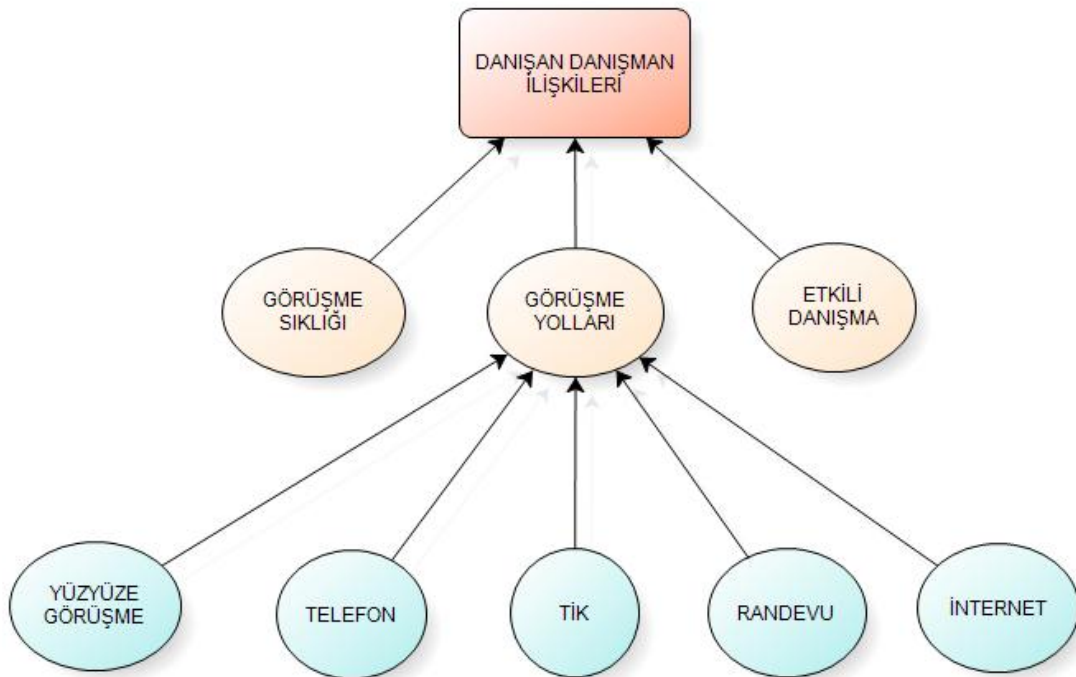 DANIŞAN DANIŞMAN
İLİŞKİLERİ
GÖRÜŞME
SIKLIĞI
GÖRÜŞME
YOLLARI
ETKİLİ
DANIŞMA
YÜZYÜZE
GÖRÜŞME
TELEFON
TİK
RANDEVU
İNTERNET